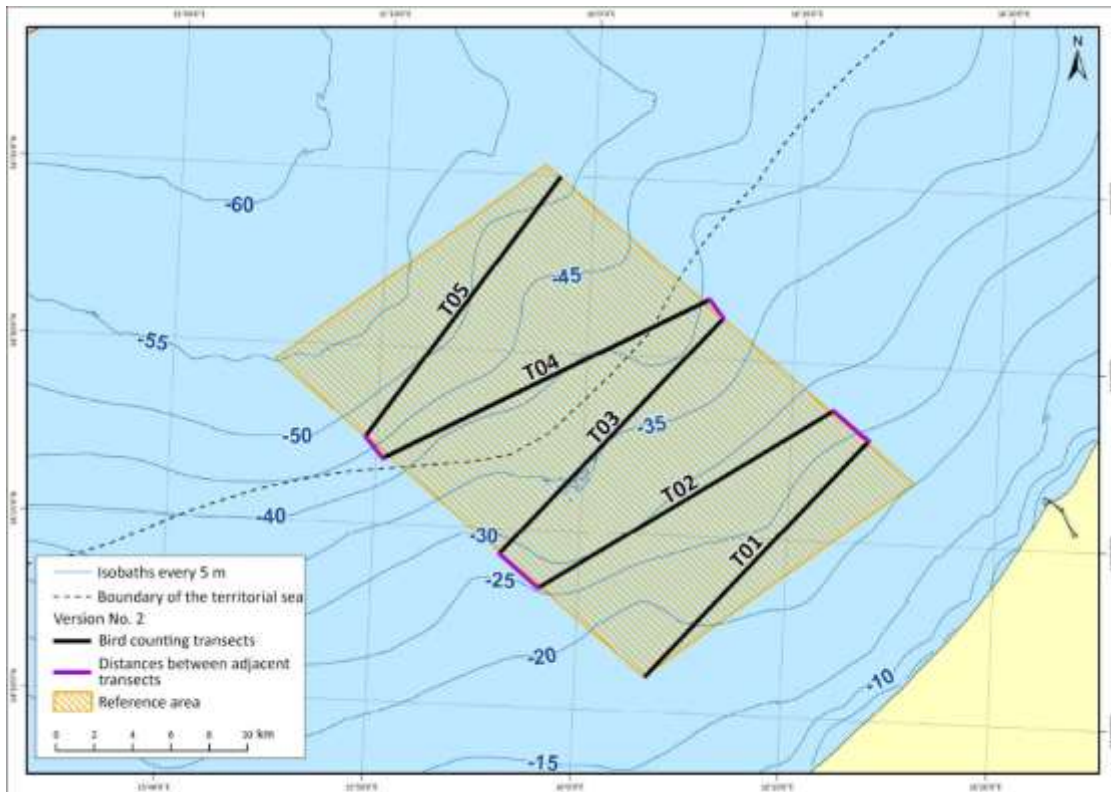 N
-60
T05
-45
-55
T04
T03
-35
-50
T02
-40
-30
T01
-25
-20
-10
-15
Isobaths every 5 m
Boundary of the territorial sea
Version No. 2
Bird counting transects
Distances between adjacent
transects
Reference area
0 2 4 6 8 10 km